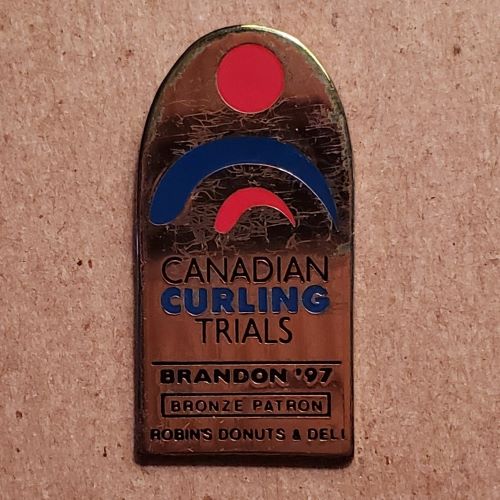 CANADIAN
CURLING
TRIALS
BRANDON '97
BRONZE PATRON
ROBIN'S DONUTS & DELI